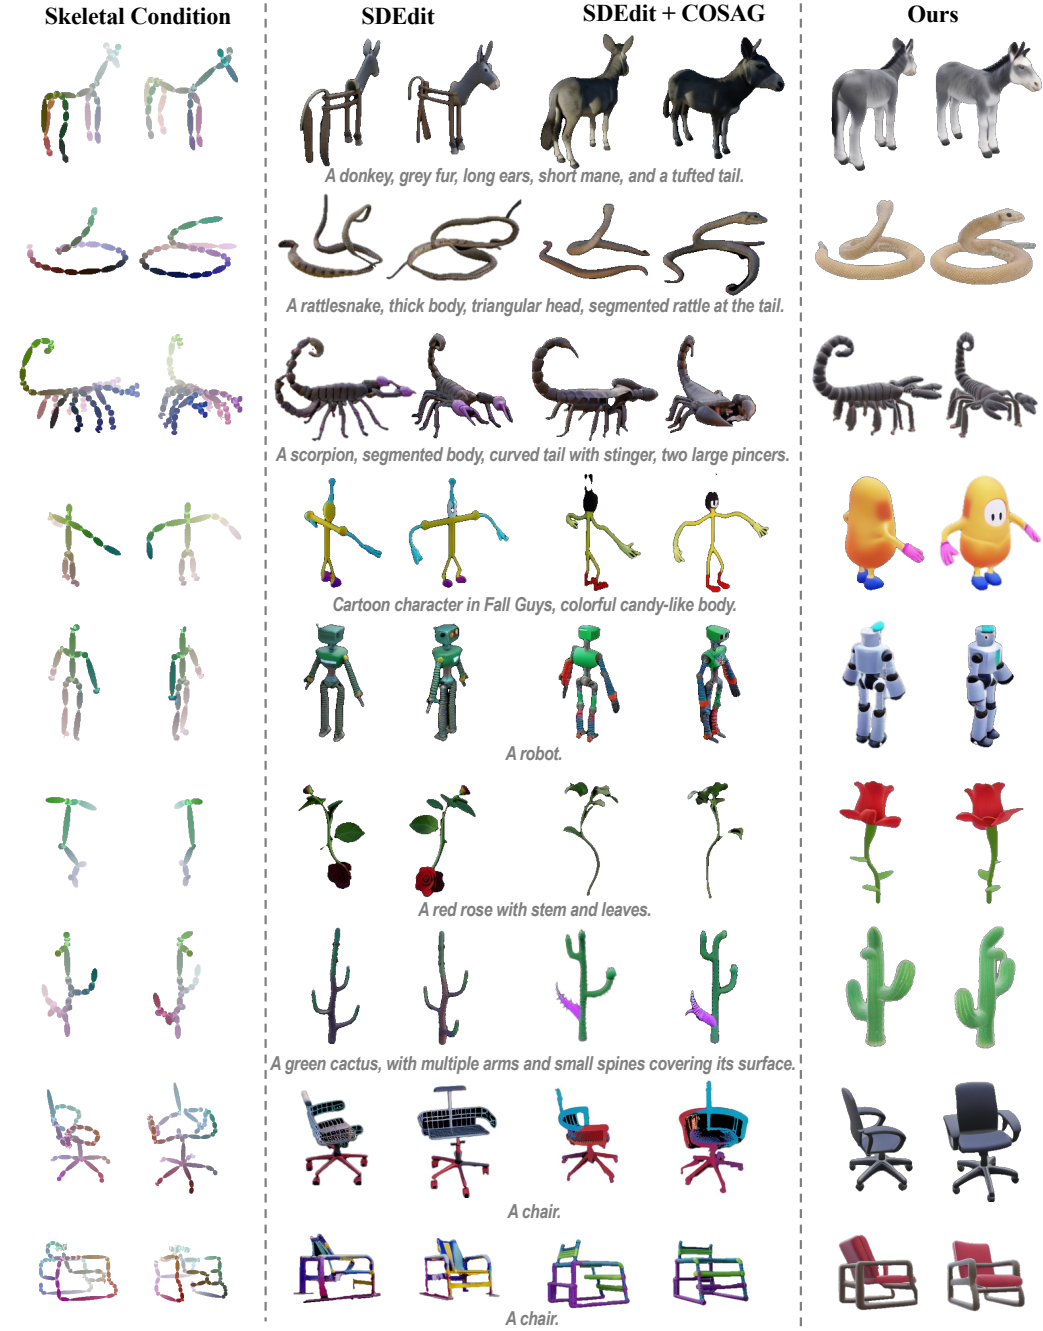 Skeletal Condition
SDEdit
SDEdit + COSAG
Ours
A donkey, grey fur, long ears, short mane, and a tufted tail.
A rattlesnake, thick body, triangular head, segmented rattle at the tail.
A scorpion, segmented body, curved tail with stinger, two large pincers.
Cartoon character in Fall Guys, colorful candy-like body.
A robot.
A red rose with stem and leaves.
A green cactus, with multiple arms and small spines covering its surface.
A chair.
A chair.